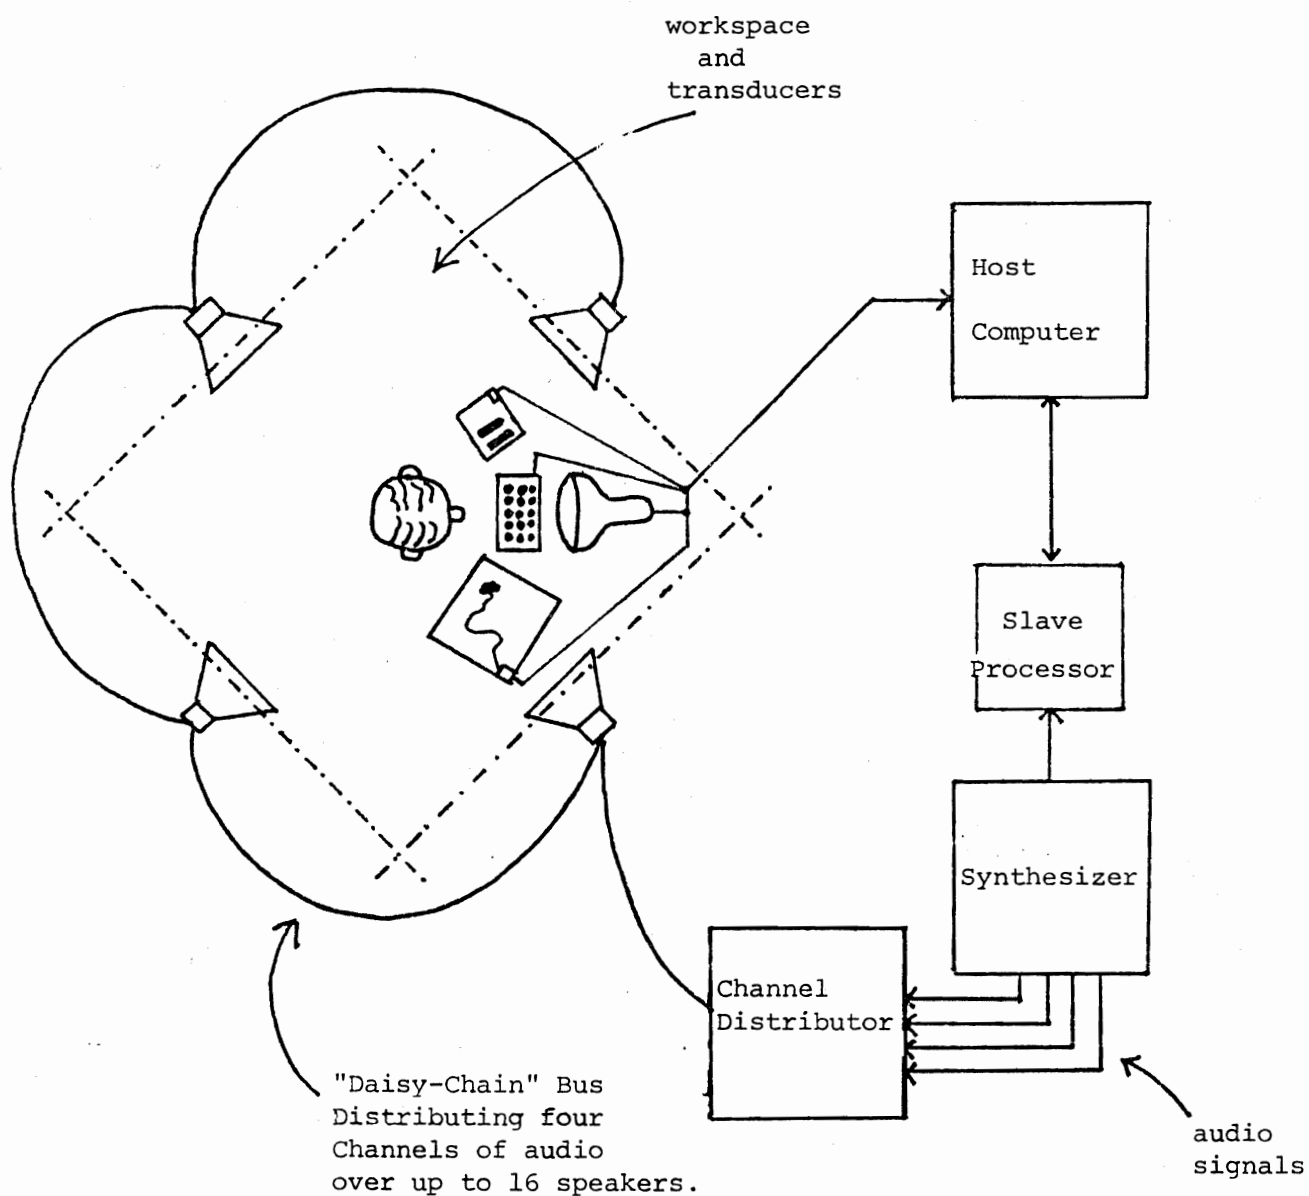 workspace
and
transducers
Host
Computer
Slave
Processor
Synthesizer
Channel
Distributor
"Daisy-Chain" Bus
Distributing four
Channels of audio
over up to 16 speakers.
audio
signals